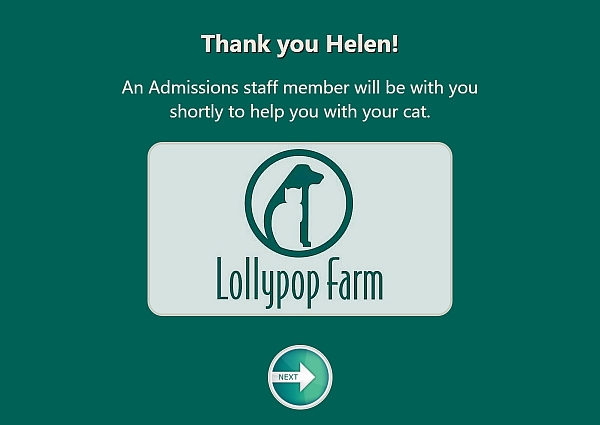 Thank you Helen!
An Admissions staff member will be with you
shortly to help you with your cat.
Lollypop Farm
NEXT